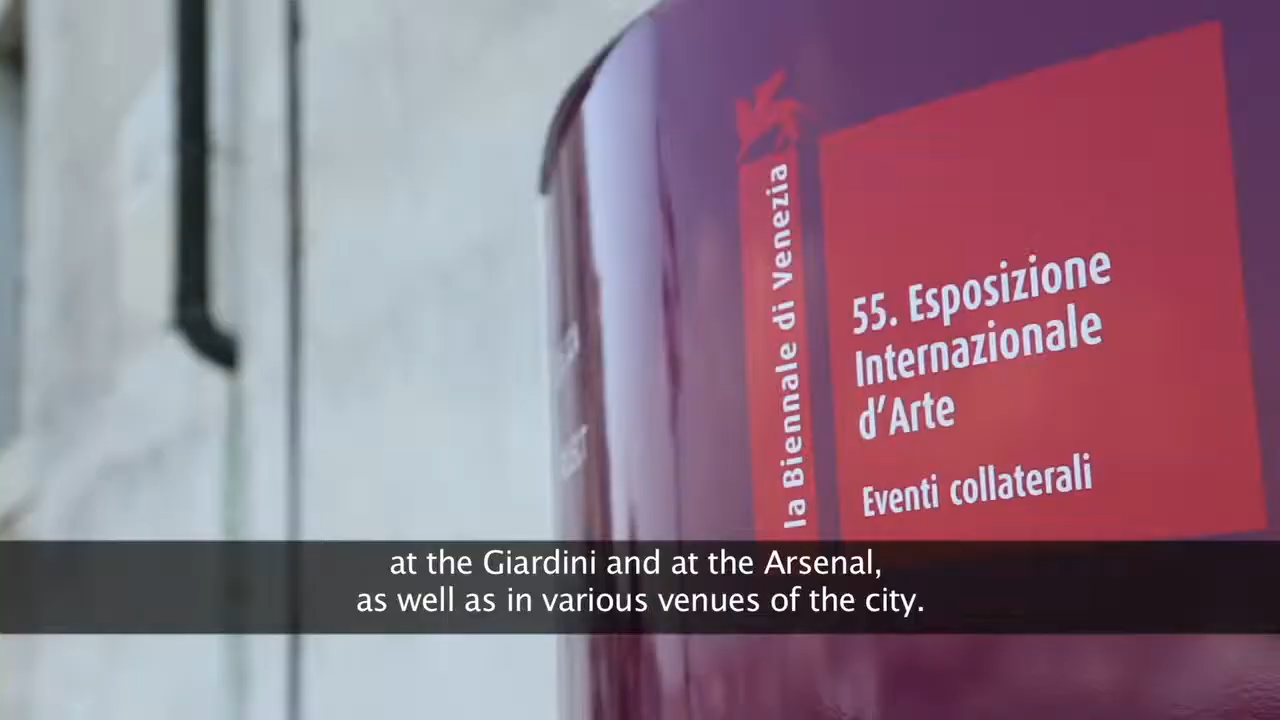 la Biennale di Venezia
55. Esposizione
Internazionale
d'Arte
Eventi collaterali
at the Giardini and at the Arsenal,
as well as in various venues of the city.